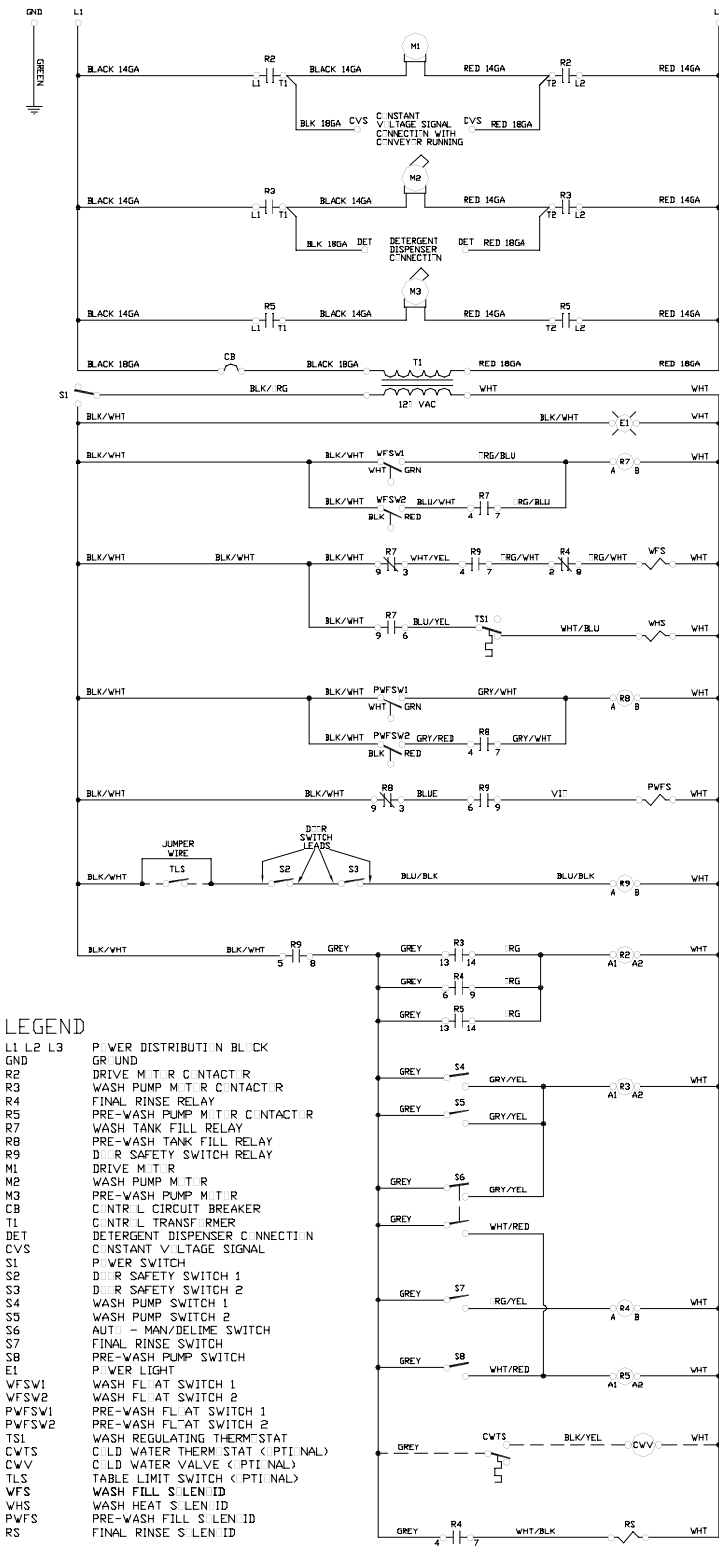 GND L1 L
GREEN
M1
BLACK 14GA R2 BLACK 14GA RED 14GA R2 RED 14GA
L1 T1 T2 L2
BLK 18GA CVS CONSTANT VOLTAGE SIGNAL CONNECTION WITH CONVEYOR RUNNING CVS RED 18GA
M2
BLACK 14GA R3 BLACK 14GA RED 14GA R3 RED 14GA
L1 T1 T2 L2
BLK 18GA DET DETERGENT DISPENSER CONNECTION DET RED 18GA
M3
BLACK 14GA R5 BLACK 14GA RED 14GA R5 RED 14GA
L1 T1 T2 L2
BLACK 18GA CB BLACK 18GA T1 RED 18GA RED 18GA
S1 BLK/ORG WHT WHT
120 VAC
BLK/WHT BLK/WHT E1 WHT
BLK/WHT BLK/WHT WFSW1 ORG/BLU R7 WHT
WHT GRN A B
BLK/WHT WFSW2 BLU/WHT R7 ORG/BLU
BLK RED 4 7
BLK/WHT BLK/WHT BLK/WHT R7 WHT/YEL R9 ORG/WHT R4 ORG/WHT WFS WHT
9 3 4 7 2 8
BLK/WHT R7 BLU/YEL TS1 WHT/BLU WHS WHT
9 6
BLK/WHT BLK/WHT PWFSW1 GRY/WHT R8 WHT
WHT GRN A B
BLK/WHT PWFSW2 GRY/RED R8 GRY/WHT
BLK RED 4 7
BLK/WHT BLK/WHT R8 BLUE R9 VIO PWFS WHT
9 3 6 9
DOOR SWITCH LEADS
JUMPER WIRE
BLK/WHT TLS S2 S3 BLU/BLK BLU/BLK R9 WHT
A B
BLK/WHT BLK/WHT R9 GREY GREY R3 ORG R2 WHT
5 8 13 14 A1 A2
GREY R4 ORG
6 9
GREY R5 ORG
13 14
GREY S4 GRY/YEL R3 WHT
A1 A2
GREY S5 GRY/YEL
GREY S6 GRY/YEL
GREY WHT/RED
GREY S7 ORG/YEL R4 WHT
A B
GREY S8 WHT/RED R5 WHT
A1 A2
GREY CWTS BLK/YEL CWV WHT
GREY R4 WHT/BLK RS WHT
4 7
LEGEND
L1 L2 L3 POWER DISTRIBUTION BLOCK
GND GROUND
R2 DRIVE MOTOR CONTACTOR
R3 WASH PUMP MOTOR CONTACTOR
R4 FINAL RINSE RELAY
R5 PRE-WASH PUMP MOTOR CONTACTOR
R7 WASH TANK FILL RELAY
R8 PRE-WASH TANK FILL RELAY
R9 DOOR SAFETY SWITCH RELAY
M1 DRIVE MOTOR
M2 WASH PUMP MOTOR
M3 PRE-WASH PUMP MOTOR
CB CONTROL CIRCUIT BREAKER
T1 CONTROL TRANSFORMER
DET DETERGENT DISPENSER CONNECTION
CVS CONSTANT VOLTAGE SIGNAL
S1 POWER SWITCH
S2 DOOR SAFETY SWITCH 1
S3 DOOR SAFETY SWITCH 2
S4 WASH PUMP SWITCH 1
S5 WASH PUMP SWITCH 2
S6 AUTO - MAN/DELIME SWITCH
S7 FINAL RINSE SWITCH
S8 PRE-WASH PUMP SWITCH
E1 POWER LIGHT
WFSW1 WASH FLOAT SWITCH 1
WFSW2 WASH FLOAT SWITCH 2
PWFSW1 PRE-WASH FLOAT SWITCH 1
PWFSW2 PRE-WASH FLOAT SWITCH 2
TS1 WASH REGULATING THERMOSTAT
CWTS COLD WATER THERMOSTAT (OPTIONAL)
CWV COLD WATER VALVE (OPTIONAL)
TLS TABLE LIMIT SWITCH (OPTIONAL)
WFS WASH FILL SOLENOID
WHS WASH HEAT SOLENOID
PWFS PRE-WASH FILL SOLENOID
RS FINAL RINSE SOLENOID